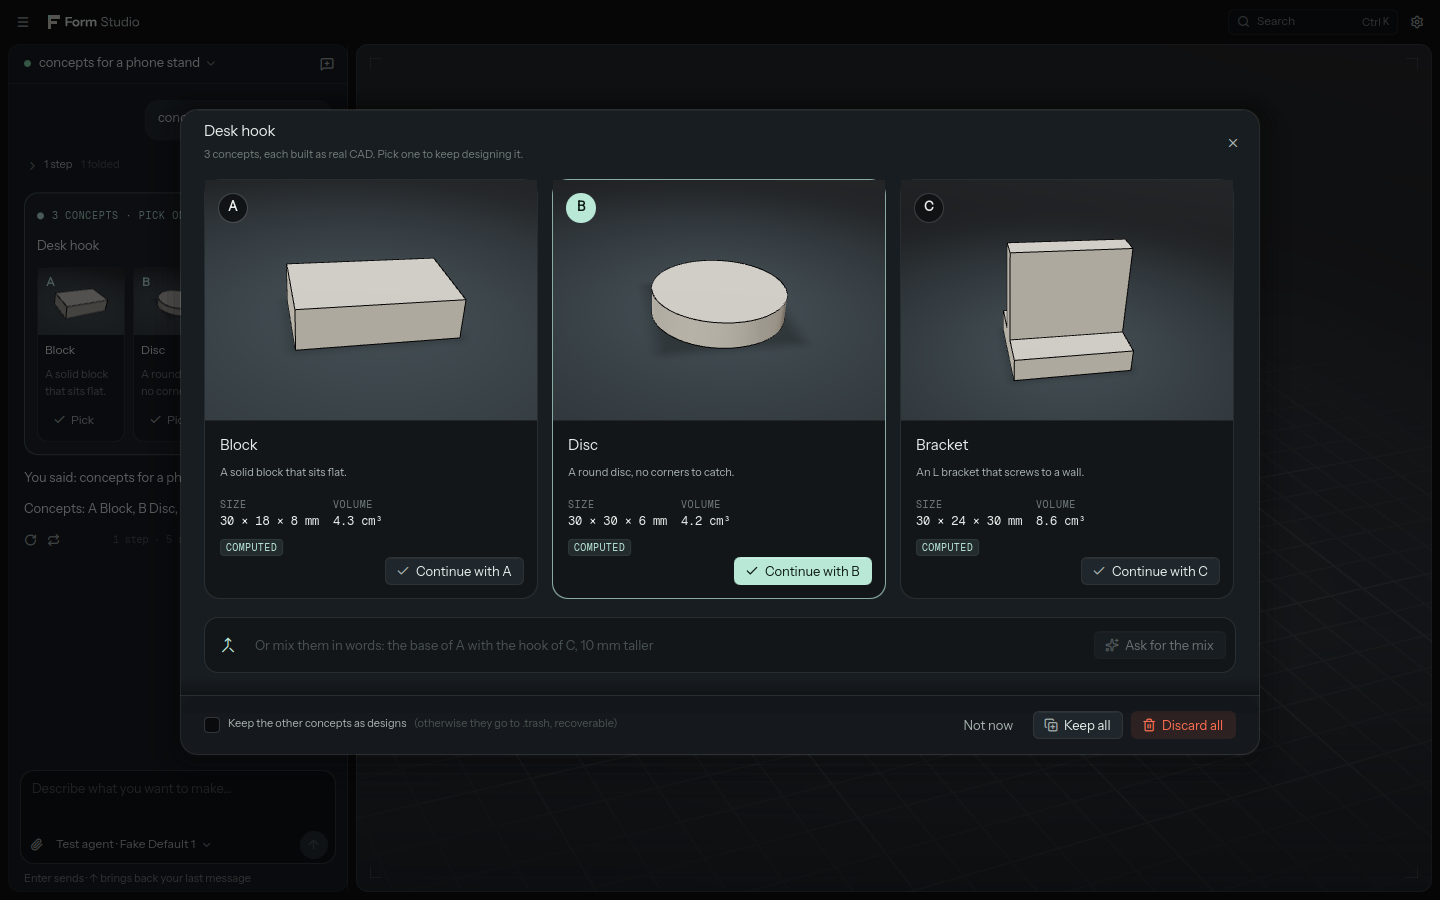 Form Studio
Search
Ctrl K
concepts for a phone stand
1 step 1 folded
3 CONCEPTS · PICK
Desk hook
A
B
Block
Disc
A solid block
that sits flat.
A round
Pick
You said: concepts for a
Concepts: A Block, B Disc,
1 step · 5
Describe what you want to make...
Test agent · Fake Default 1
Enter sends · ↑ brings back your last message
Desk hook
3 concepts, each built as real CAD. Pick one to keep designing it.
A
B
C
Block
A solid block that sits flat.
SIZE VOLUME
30 × 18 × 8 mm 4.3 cm³
COMPUTED
Continue with A
Disc
A round disc, no corners to catch.
SIZE VOLUME
30 × 30 × 6 mm 4.2 cm³
COMPUTED
Continue with B
Bracket
An L bracket that screws to a wall.
SIZE VOLUME
30 × 24 × 30 mm 8.6 cm³
COMPUTED
Continue with C
Or mix them in words: the base of A with the hook of C, 10 mm taller
Ask for the mix
Keep the other concepts as designs (otherwise they go to .trash, recoverable)
Not now
Keep all
Discard all